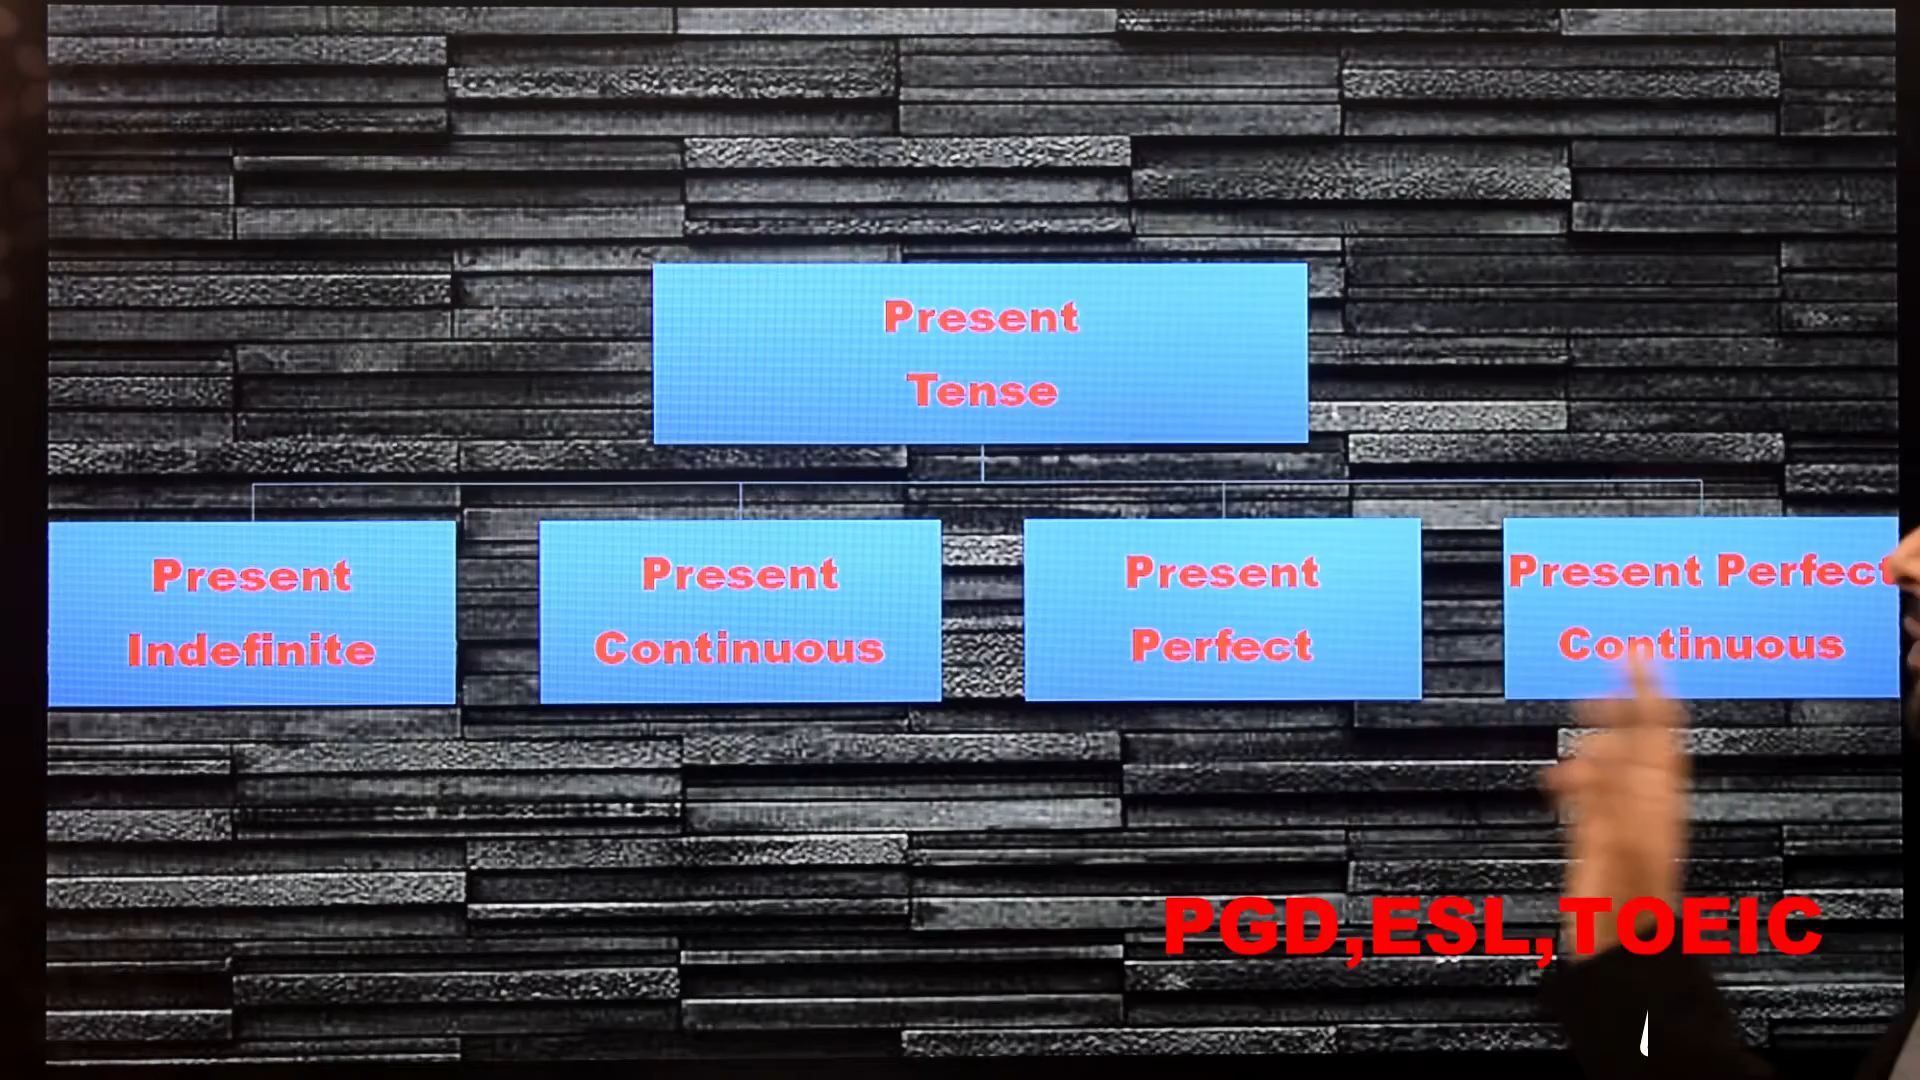 Present
Tense
Present
Indefinite
Present
Continuous
Present
Perfect
Present Perfect
Continuous
PGD,ESL,TOEIC